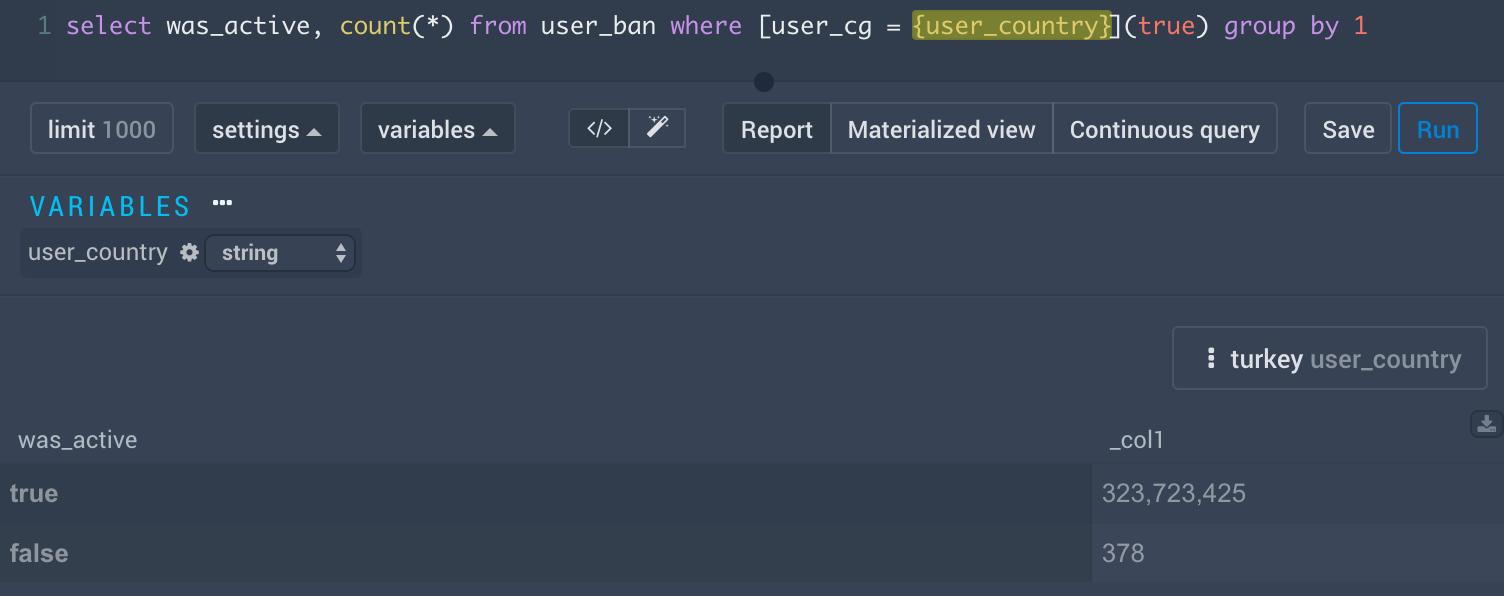 1 select was_active, count(*) from user_ban where [user_cg = {user_country}](true) group by 1
limit 1000 settings variables </> Report Materialized view Continuous query Save Run
VARIABLES ···
user_country string
turkey user_country
was_active _col1
true 323,723,425
false 378